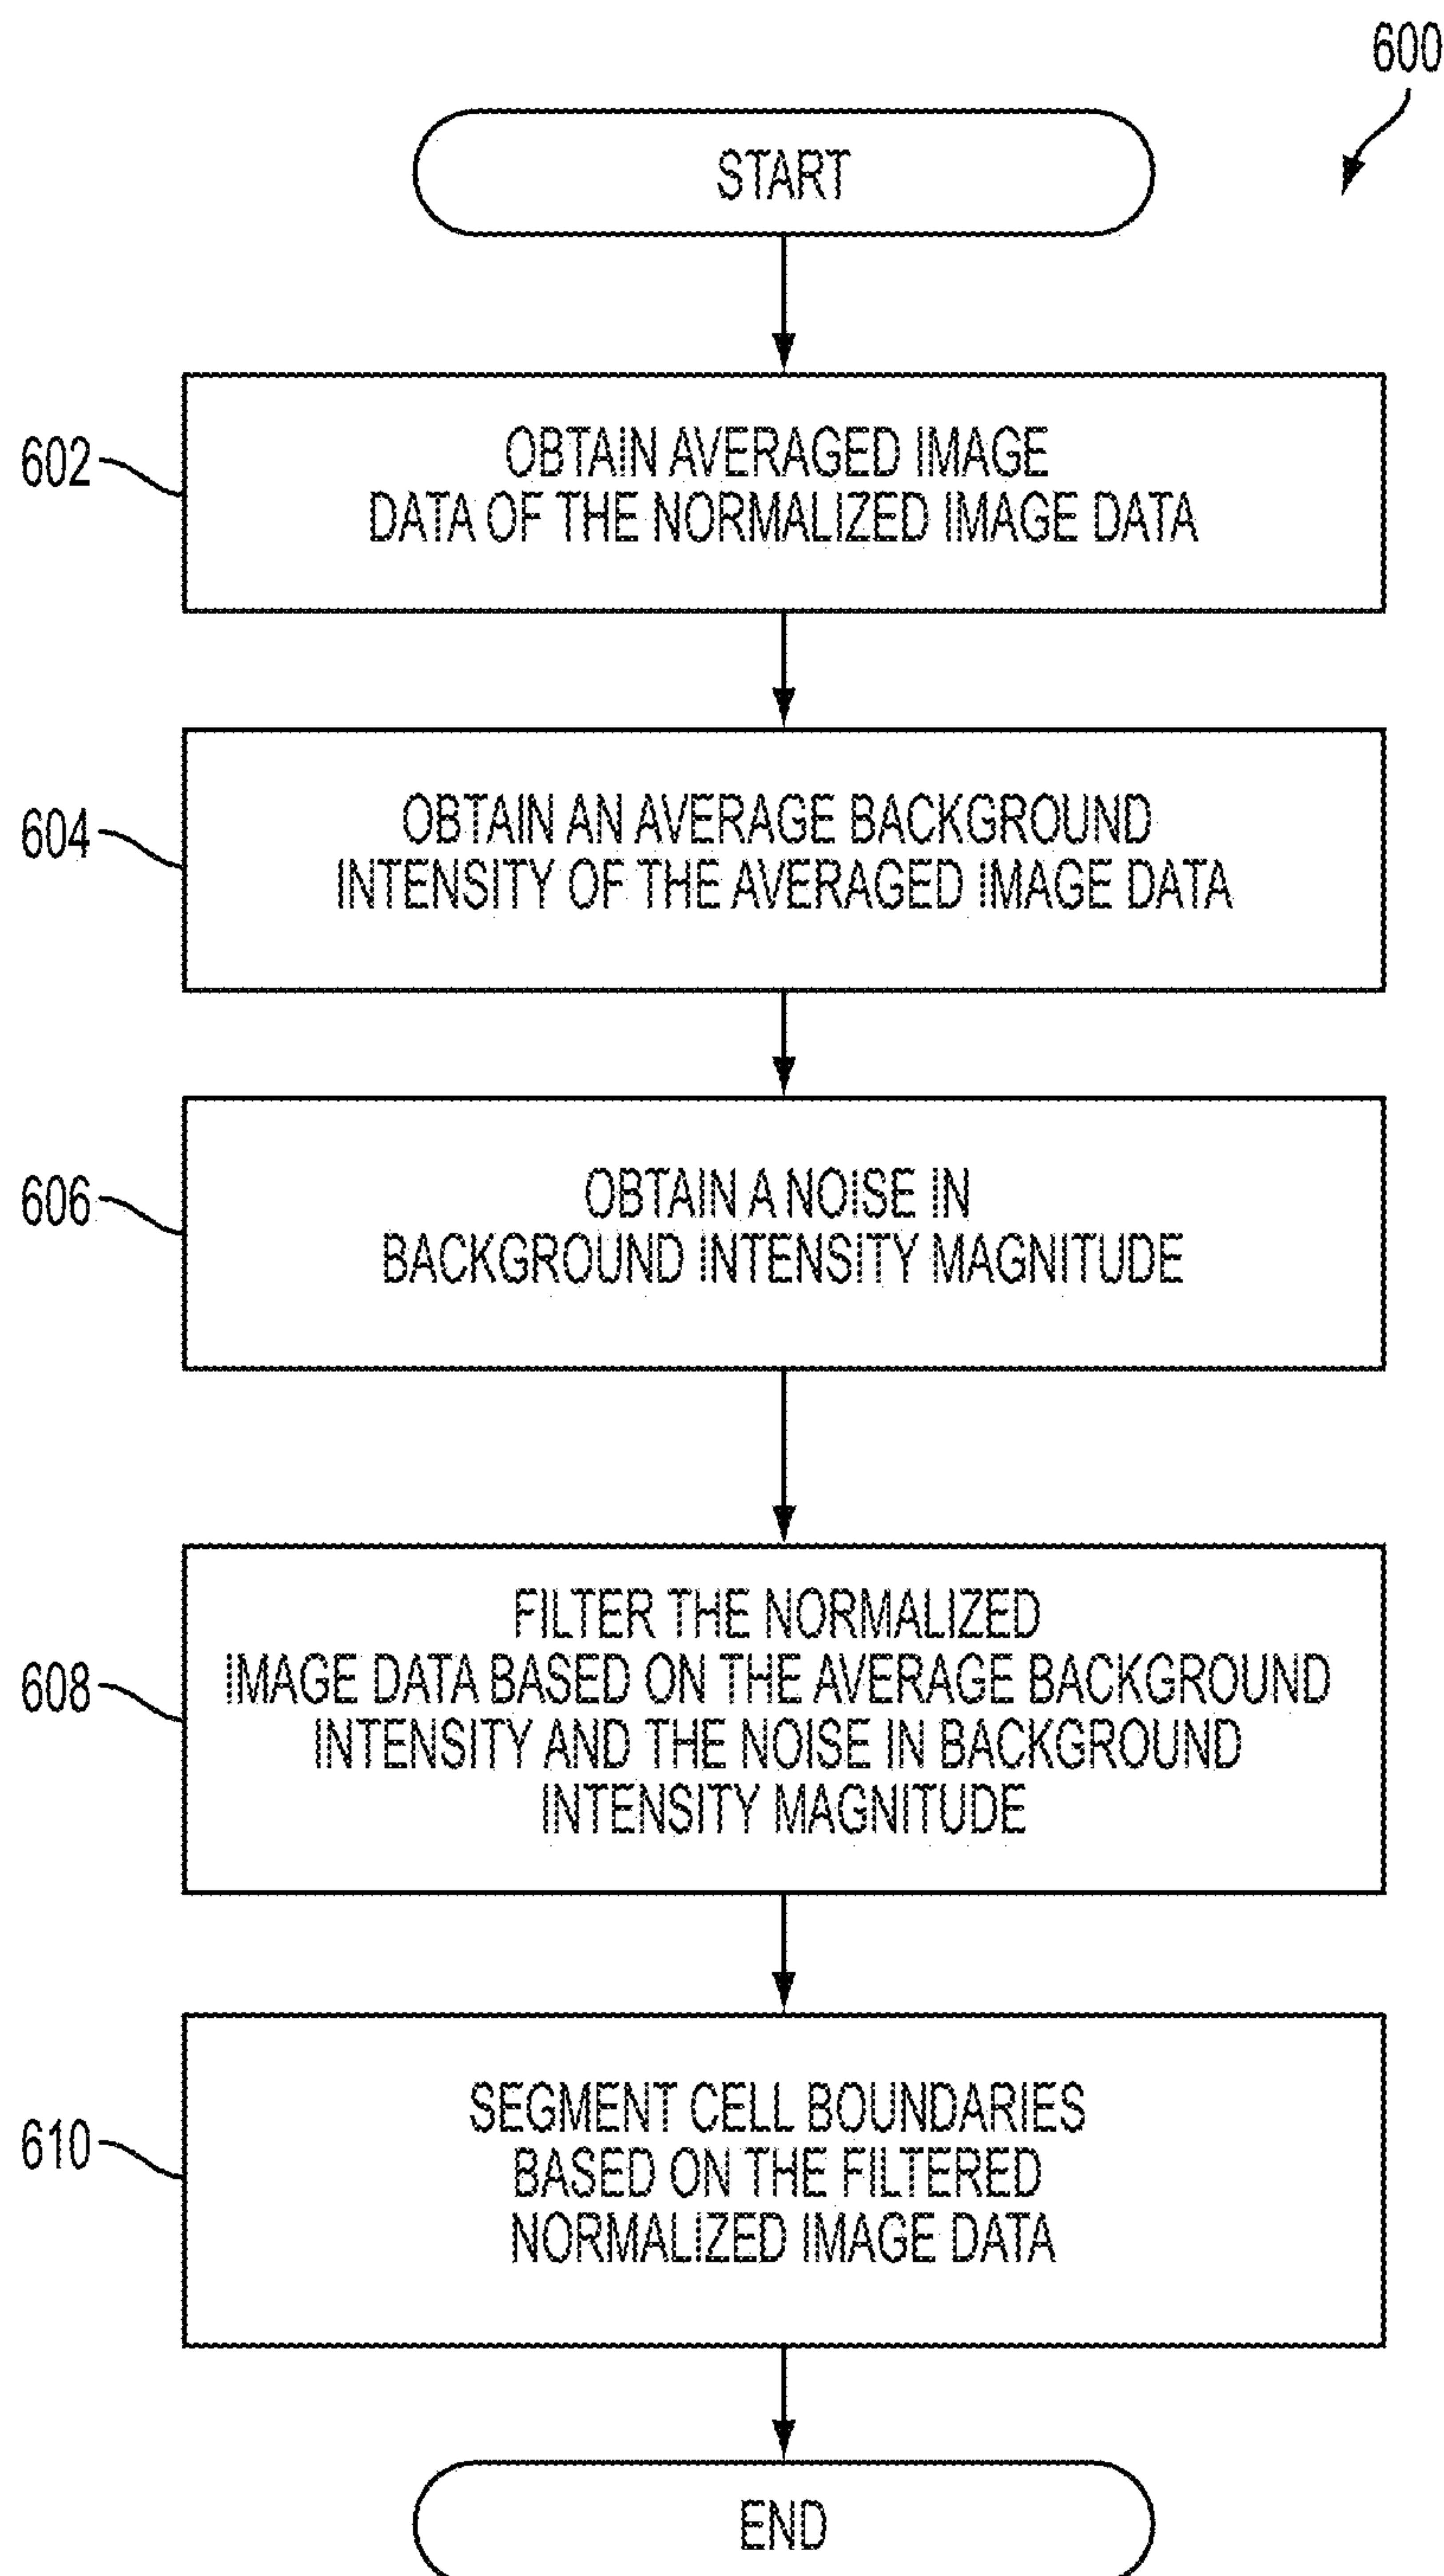 600
START
602
OBTAIN AVERAGED IMAGE
DATA OF THE NORMALIZED IMAGE DATA
604
OBTAIN AN AVERAGE BACKGROUND
INTENSITY OF THE AVERAGED IMAGE DATA
606
OBTAIN A NOISE IN
BACKGROUND INTENSITY MAGNITUDE
608
FILTER THE NORMALIZED
IMAGE DATA BASED ON THE AVERAGE BACKGROUND
INTENSITY AND THE NOISE IN BACKGROUND
INTENSITY MAGNITUDE
610
SEGMENT CELL BOUNDARIES
BASED ON THE FILTERED
NORMALIZED IMAGE DATA
END